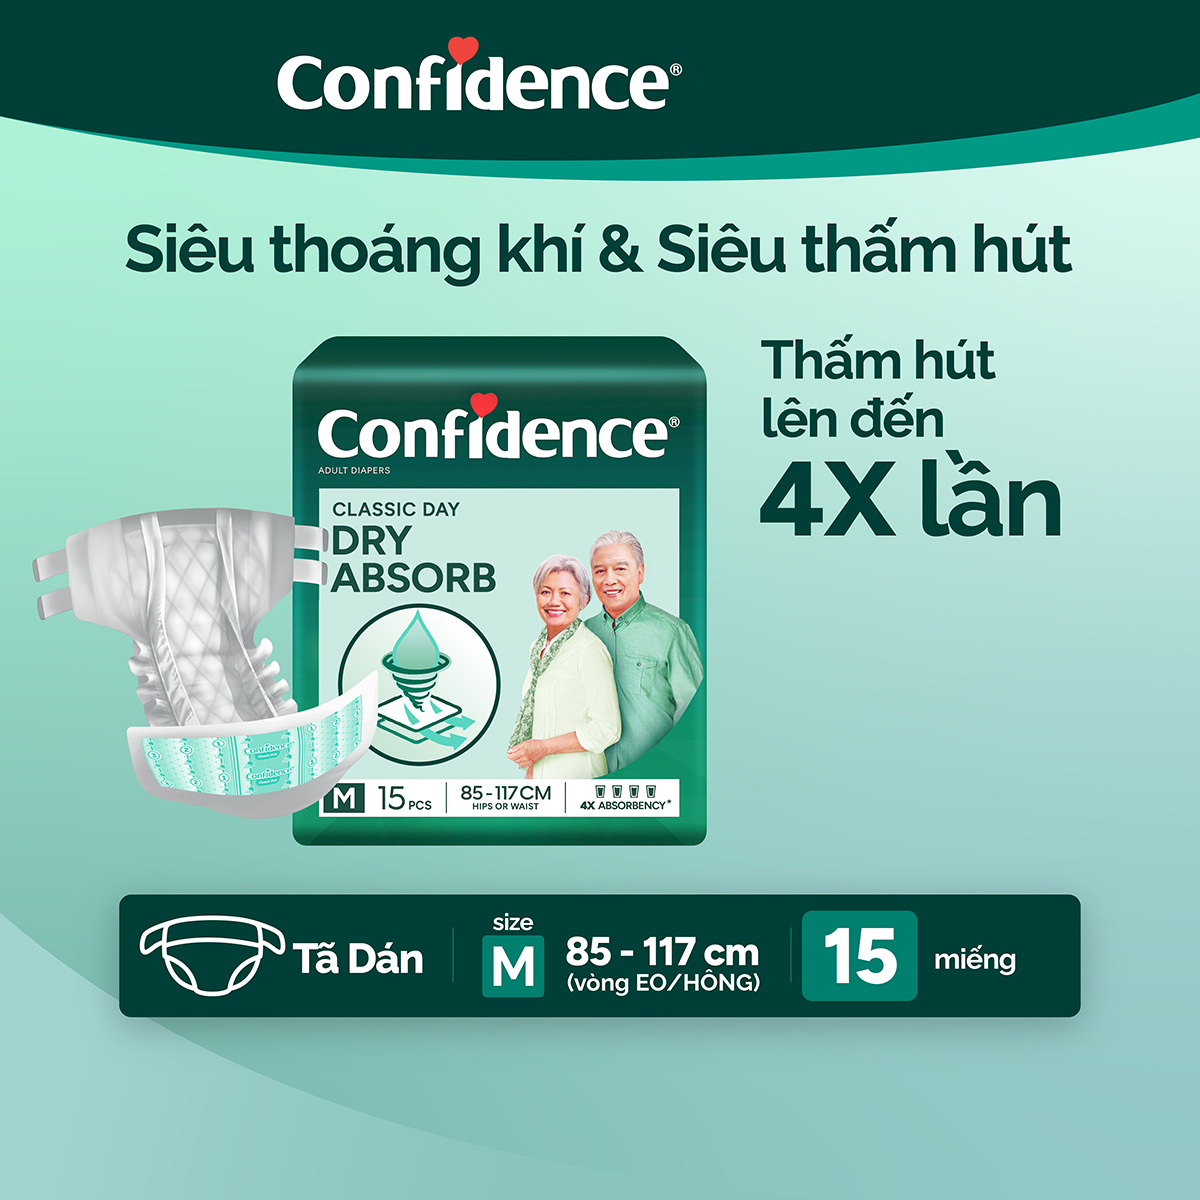 Confidence®
Siêu thoáng khí & Siêu thấm hút
Thấm hút
lên đến
4X lần
Confidence®
ADULT DIAPERS
CLASSIC DAY
DRY
ABSORB
Confidence
Confidence
M 15 PCS
85-117CM
HIPS OR WAIST
4X ABSORBENCY*
Tã Dán
size
M
85 - 117 cm
(vòng EO/HÔNG)
15 miếng